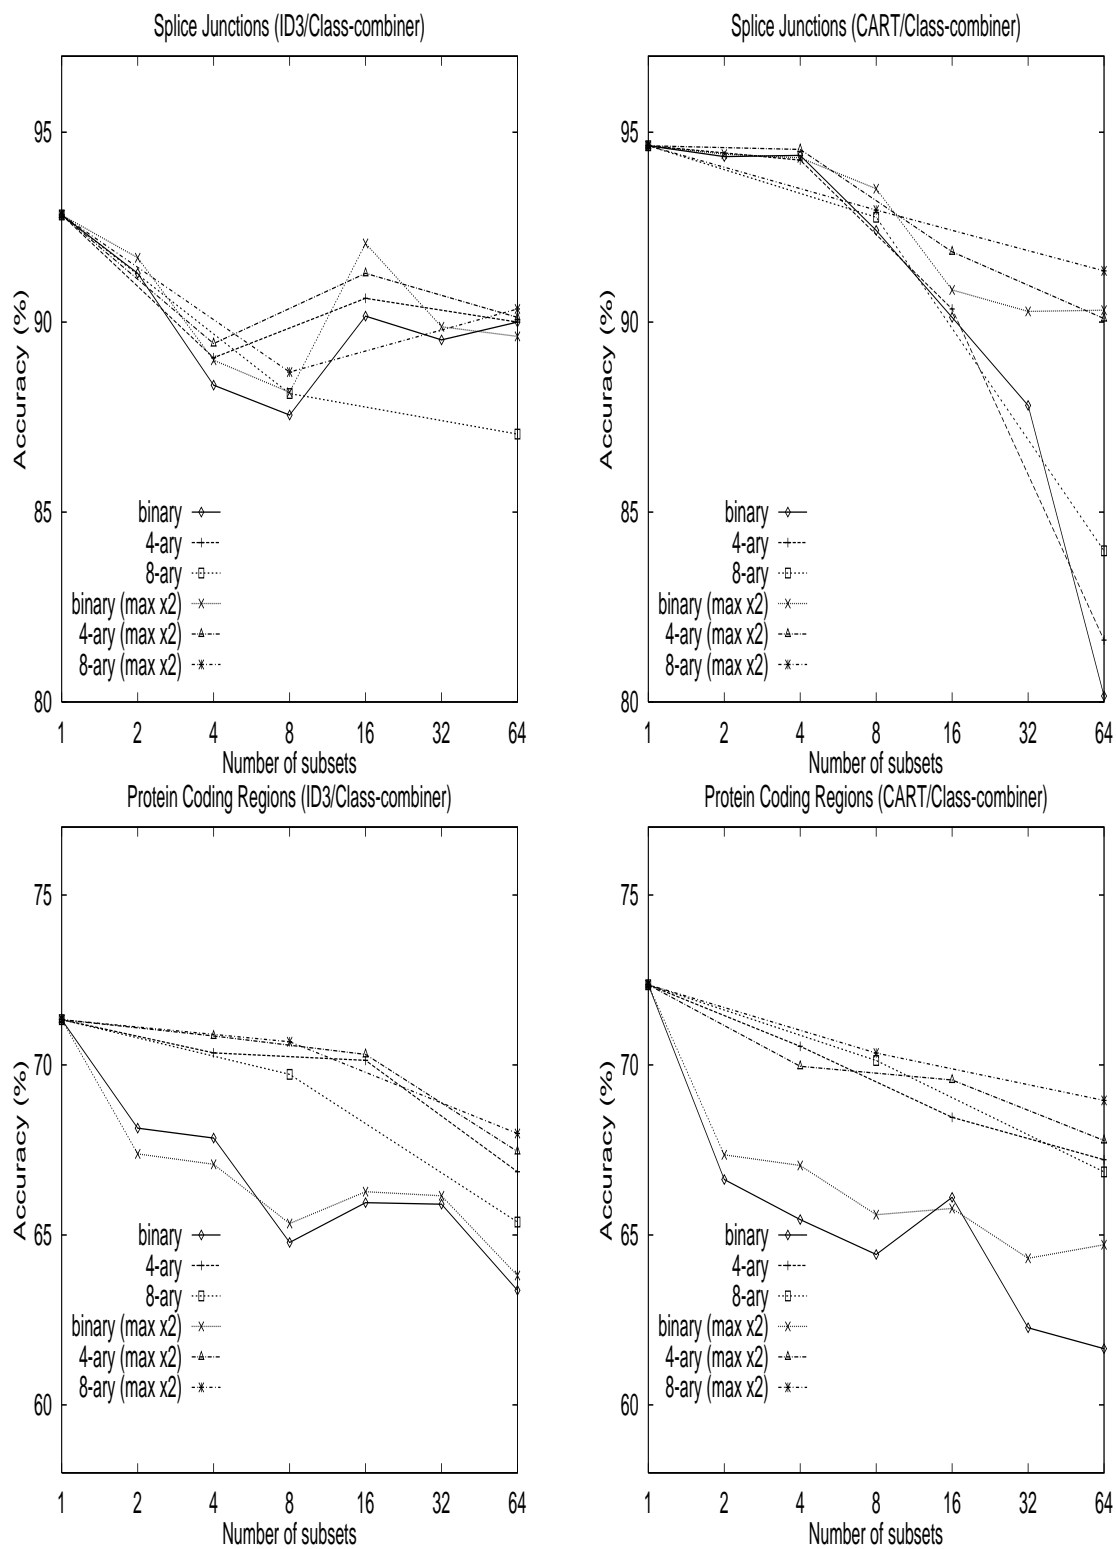 Splice Junctions (ID3/Class-combiner)
95
90
85
80
Accuracy (%)
binary
4-ary
8-ary
binary (max x2)
4-ary (max x2)
8-ary (max x2)
1 2 4 8 16 32 64
Number of subsets
Splice Junctions (CART/Class-combiner)
95
90
85
80
Accuracy (%)
binary
4-ary
8-ary
binary (max x2)
4-ary (max x2)
8-ary (max x2)
1 2 4 8 16 32 64
Number of subsets
Protein Coding Regions (ID3/Class-combiner)
75
70
65
60
Accuracy (%)
binary
4-ary
8-ary
binary (max x2)
4-ary (max x2)
8-ary (max x2)
1 2 4 8 16 32 64
Number of subsets
Protein Coding Regions (CART/Class-combiner)
75
70
65
60
Accuracy (%)
binary
4-ary
8-ary
binary (max x2)
4-ary (max x2)
8-ary (max x2)
1 2 4 8 16 32 64
Number of subsets